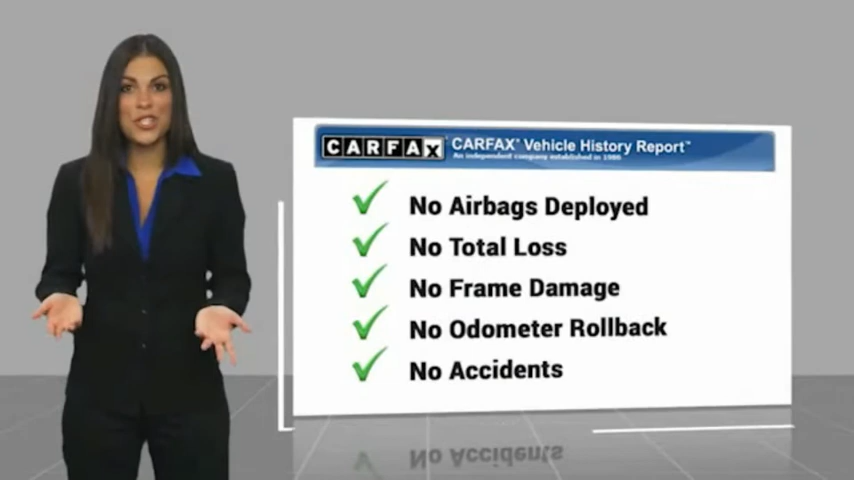 CARFAX CARFAX® Vehicle History Report™
An independent company established in 1986
No Airbags Deployed
No Total Loss
No Frame Damage
No Odometer Rollback
No Accidents
No Accidents